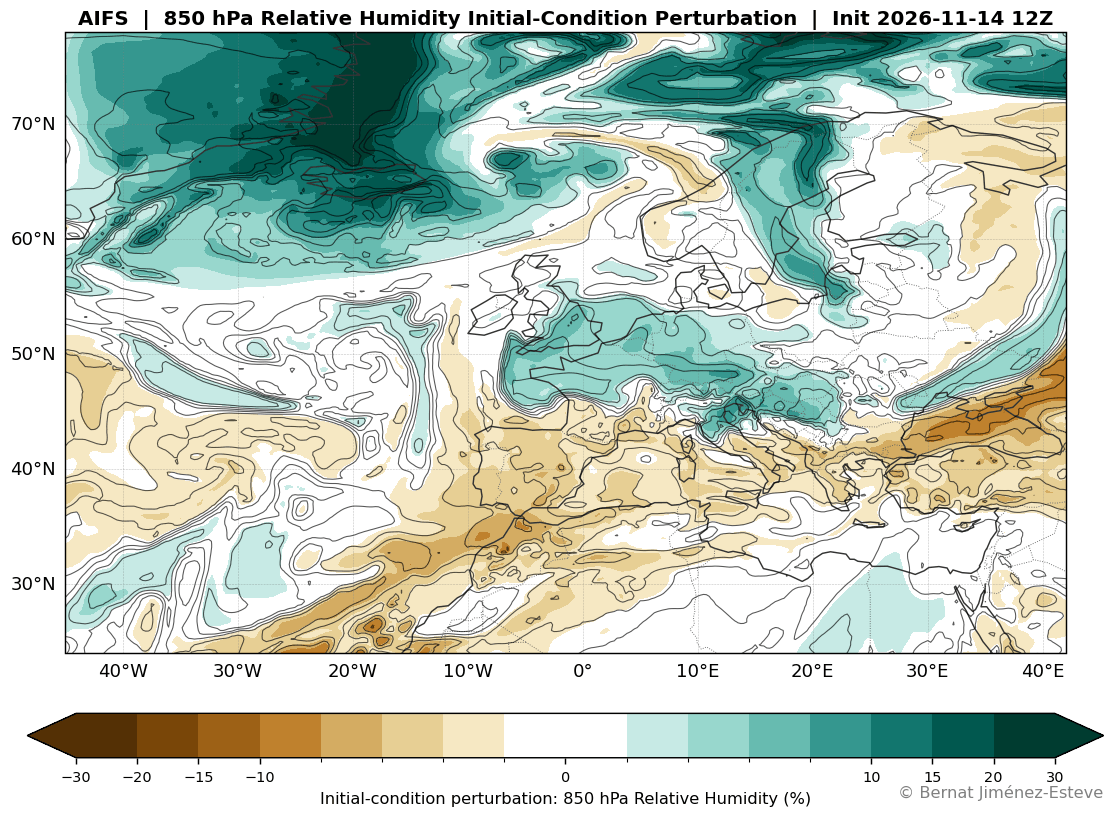 AIFS | 850 hPa Relative Humidity Initial-Condition Perturbation | Init 2026-11-14 12Z
70°N
60°N
50°N
40°N
30°N
40°W 30°W 20°W 10°W 0° 10°E 20°E 30°E 40°E
−30 −20 −15 −10 0 10 15 20 30
Initial-condition perturbation: 850 hPa Relative Humidity (%)
© Bernat Jiménez-Esteve